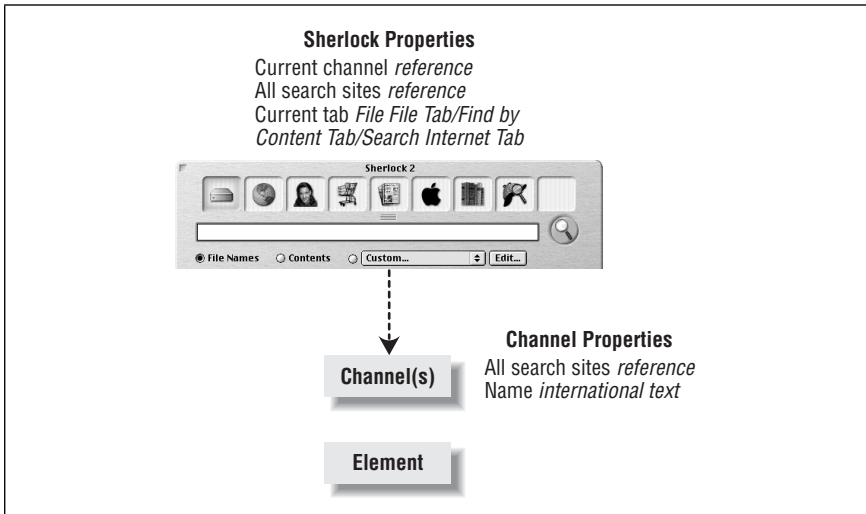 Sherlock Properties
Current channel reference
All search sites reference
Current tab File File Tab/Find by
Content Tab/Search Internet Tab
Sherlock 2
File Names Contents Custom... Edit...
Channel Properties
All search sites reference
Name international text
Channel(s)
Element